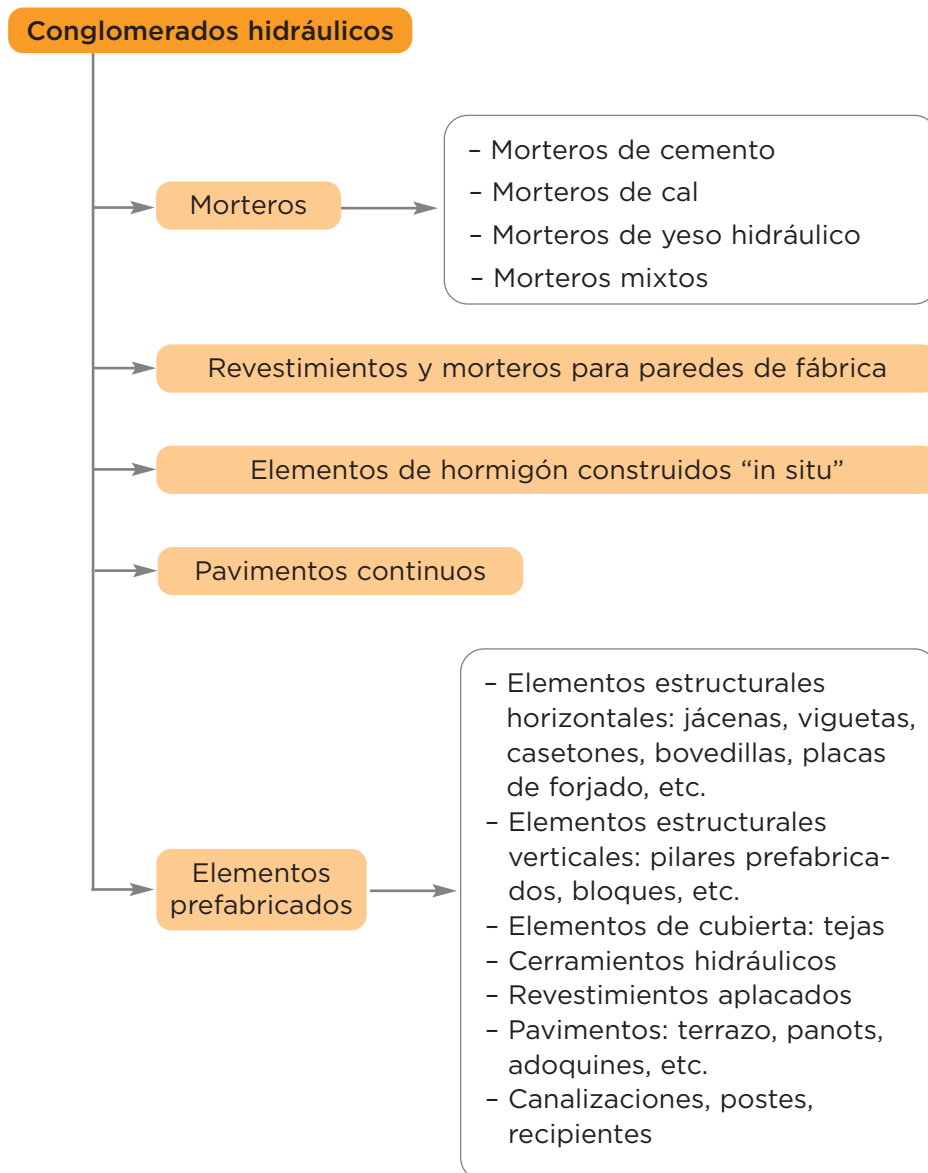 Conglomerados hidráulicos
Morteros
– Morteros de cemento
– Morteros de cal
– Morteros de yeso hidráulico
– Morteros mixtos
Revestimientos y morteros para paredes de fábrica
Elementos de hormigón construidos “in situ”
Pavimentos continuos
Elementos
prefabricados
– Elementos estructurales
horizontales: jácenas, viguetas,
casetones, bovedillas, placas
de forjado, etc.
– Elementos estructurales
verticales: pilares prefabrica-
dos, bloques, etc.
– Elementos de cubierta: tejas
– Cerramientos hidráulicos
– Revestimientos aplacados
– Pavimentos: terrazo, panots,
adoquines, etc.
– Canalizaciones, postes,
recipientes